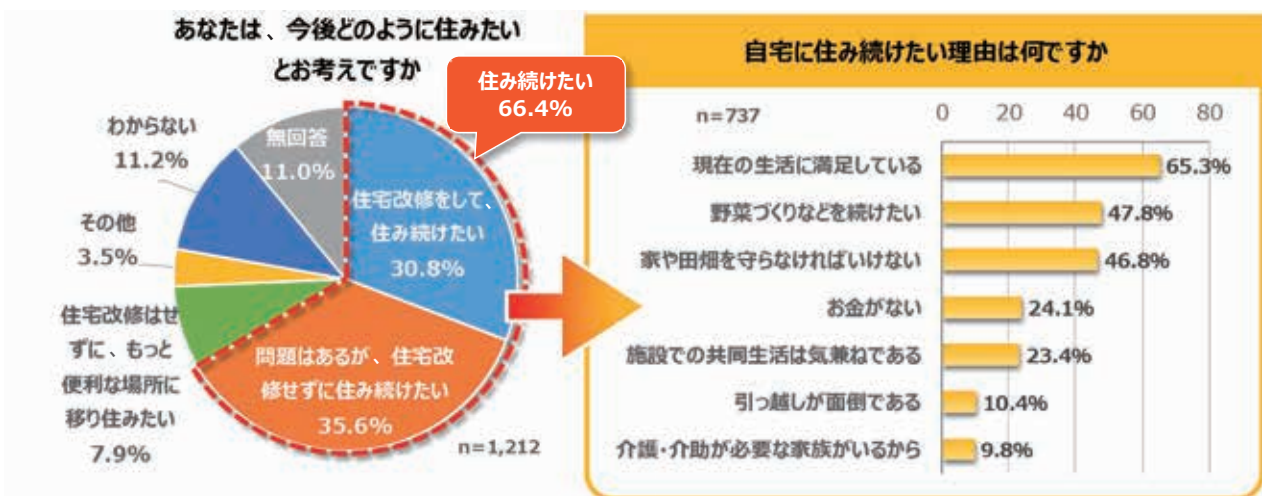 あなたは、今後どのように住みたい
とお考えですか
住み続けたい
66.4%
わからない
11.2%
無回答
11.0%
その他
3.5%
住宅改修をして、
住み続けたい
30.8%
住宅改修はせ
ずに、もっと
便利な場所に
移り住みたい
7.9%
問題はあるが、住宅改
修せずに住み続けたい
35.6%
n=1,212
自宅に住み続けたい理由は何ですか
n=737
0 20 40 60 80
現在の生活に満足している 65.3%
野菜づくりなどを続けたい 47.8%
家や田畑を守らなければいけない 46.8%
お金がない 24.1%
施設での共同生活は気兼ねである 23.4%
引っ越しが面倒である 10.4%
介護・介助が必要な家族がいるから 9.8%